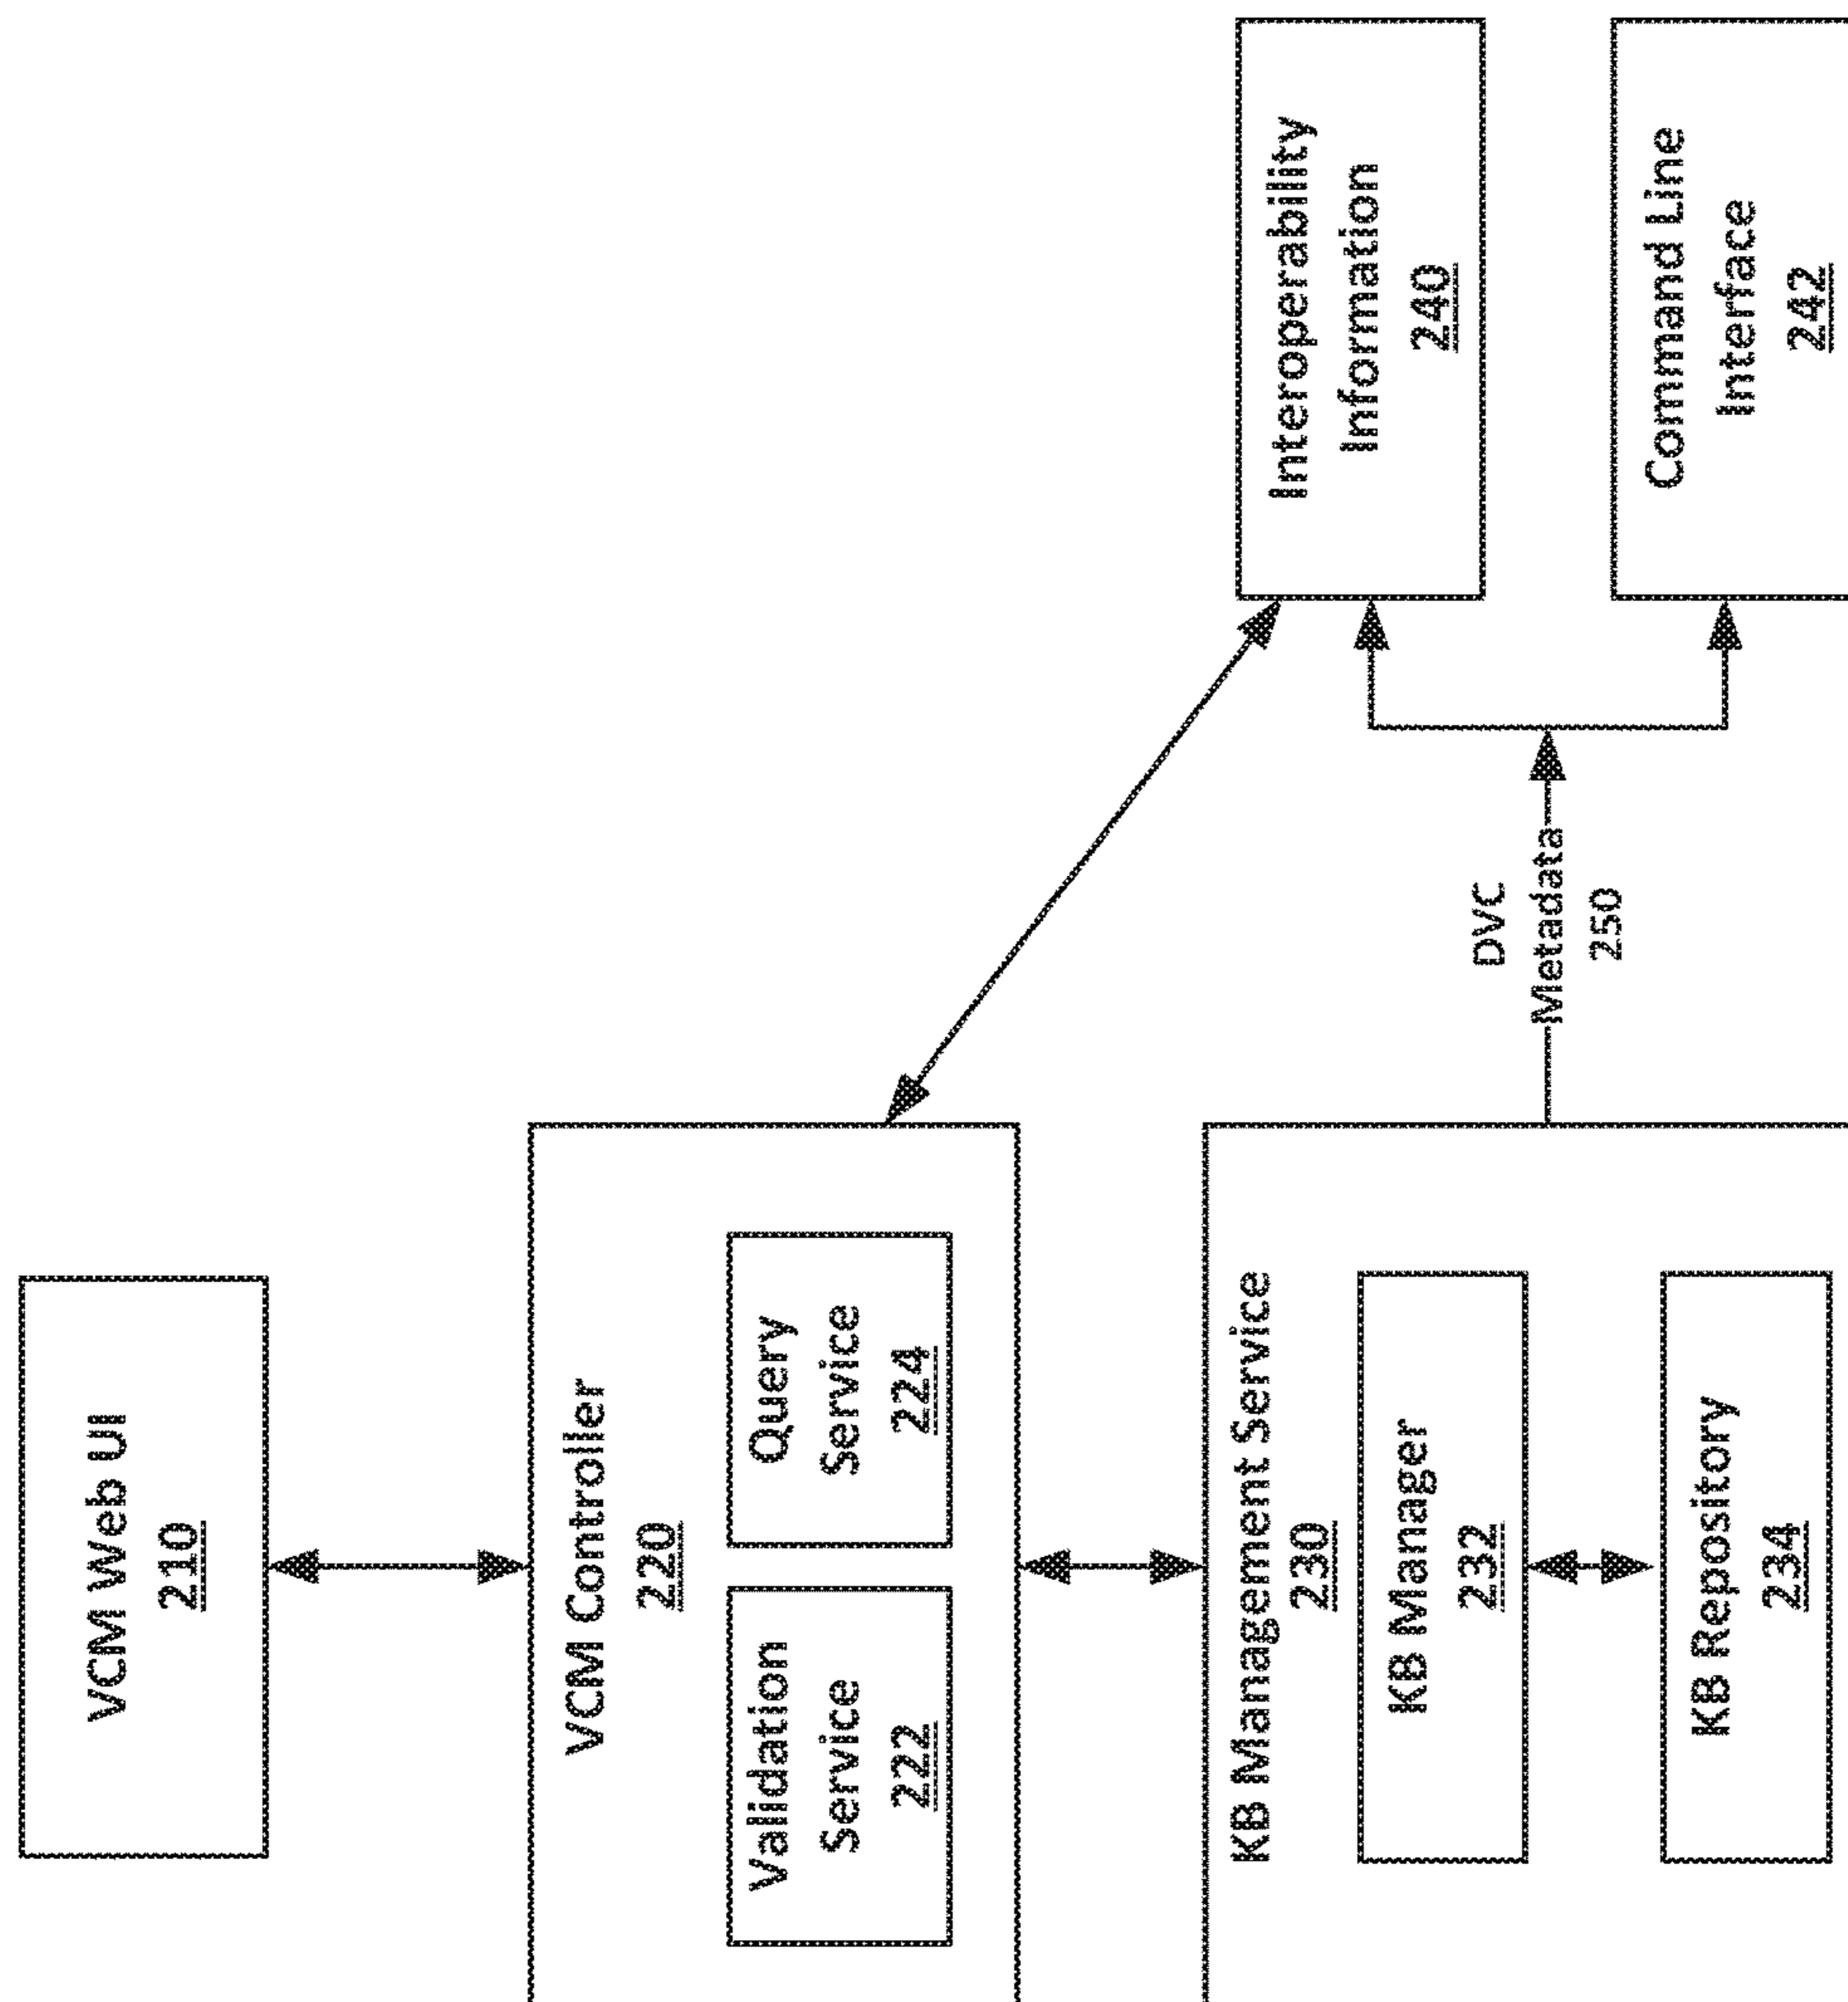 VCM Web UI
210
VCM Controller
220
Validation
Service
222
Query
Service
224
KB Management Service
230
KB Manager
232
KB Repository
234
DVC
Metadata
250
Interoperability
Information
240
Command Line
Interface
242